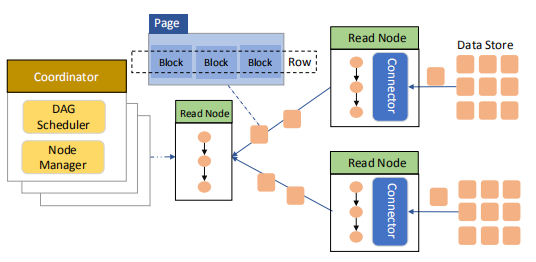 Page
Block
Block
Block
Row
Coordinator
DAG
Scheduler
Node
Manager
Read Node
Read Node
Connector
Data Store
Read Node
Connector